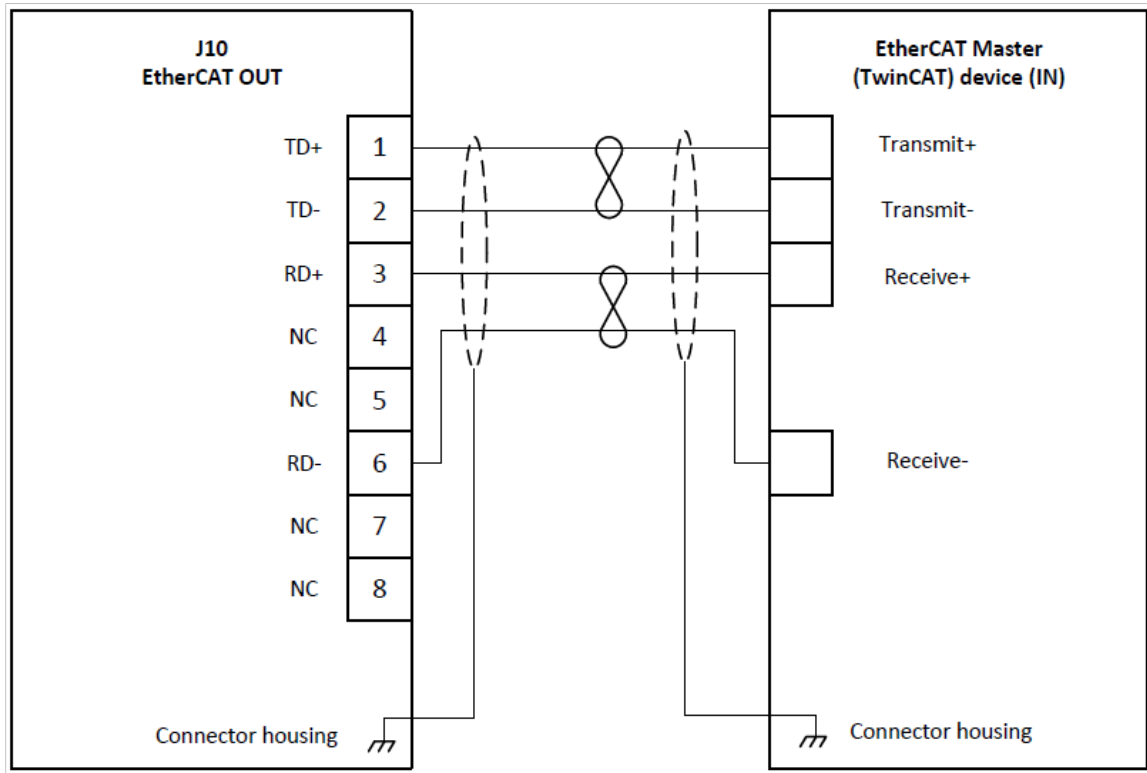 J10
EtherCAT OUT
EtherCAT Master
(TwinCAT) device (IN)
TD+ 1 Transmit+
TD- 2 Transmit-
RD+ 3 Receive+
NC 4
NC 5
RD- 6 Receive-
NC 7
NC 8
Connector housing
Connector housing